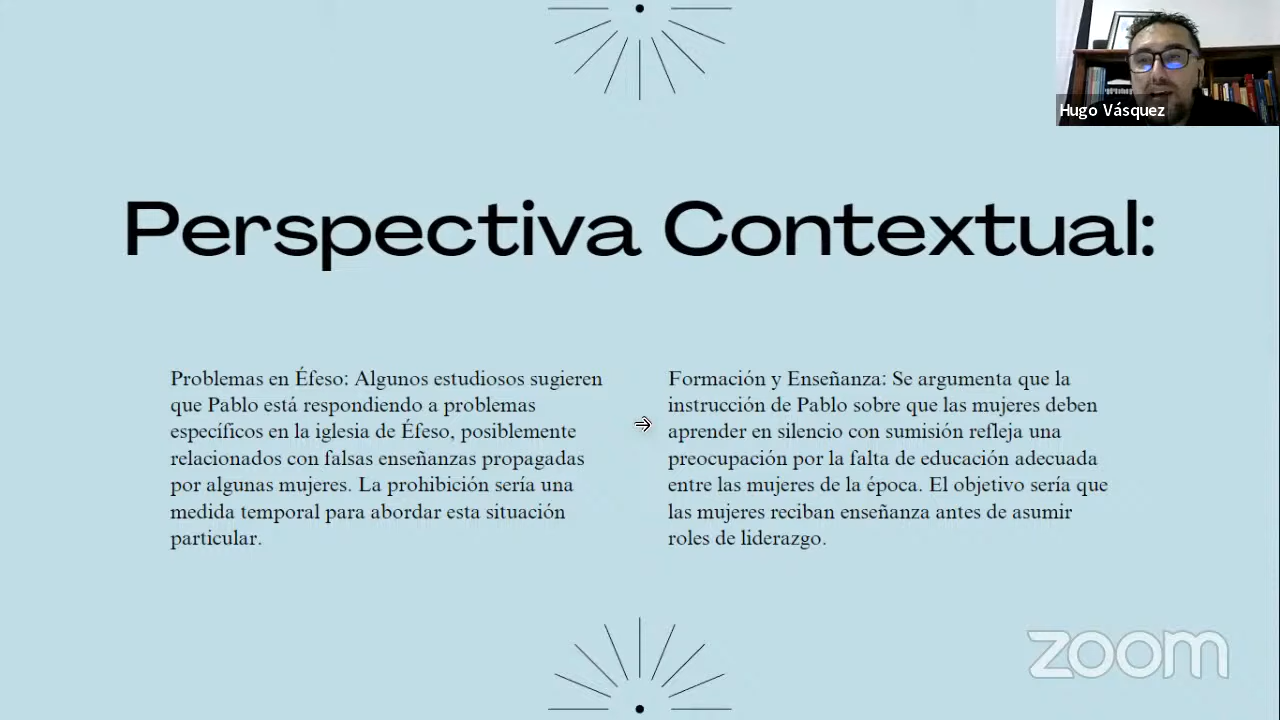 Hugo Vásquez
Perspectiva Contextual:
Problemas en Éfeso: Algunos estudiosos sugieren
que Pablo está respondiendo a problemas
específicos en la iglesia de Éfeso, posiblemente
relacionados con falsas enseñanzas propagadas
por algunas mujeres. La prohibición sería una
medida temporal para abordar esta situación
particular.
Formación y Enseñanza: Se argumenta que la
instrucción de Pablo sobre que las mujeres deben
aprender en silencio con sumisión refleja una
preocupación por la falta de educación adecuada
entre las mujeres de la época. El objetivo sería que
las mujeres reciban enseñanza antes de asumir
roles de liderazgo.
zoom